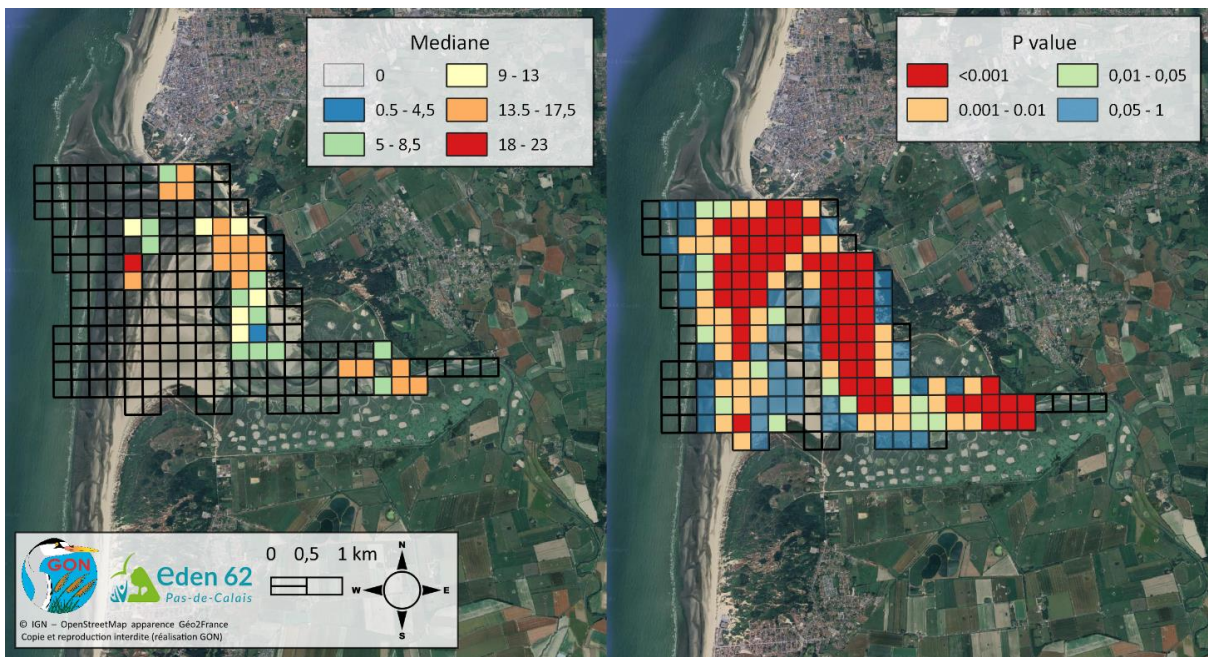 Mediane
0
9 - 13
0.5 - 4,5
13.5 - 17,5
5 - 8,5
18 - 23
P value
<0.001
0,01 - 0,05
0.001 - 0.01
0,05 - 1
GON
eden 62
Pas-de-Calais
0 0,5 1 km
N
W E
S
© IGN – OpenStreetMap apparence Géo2France
Copie et reproduction interdite (réalisation GON)